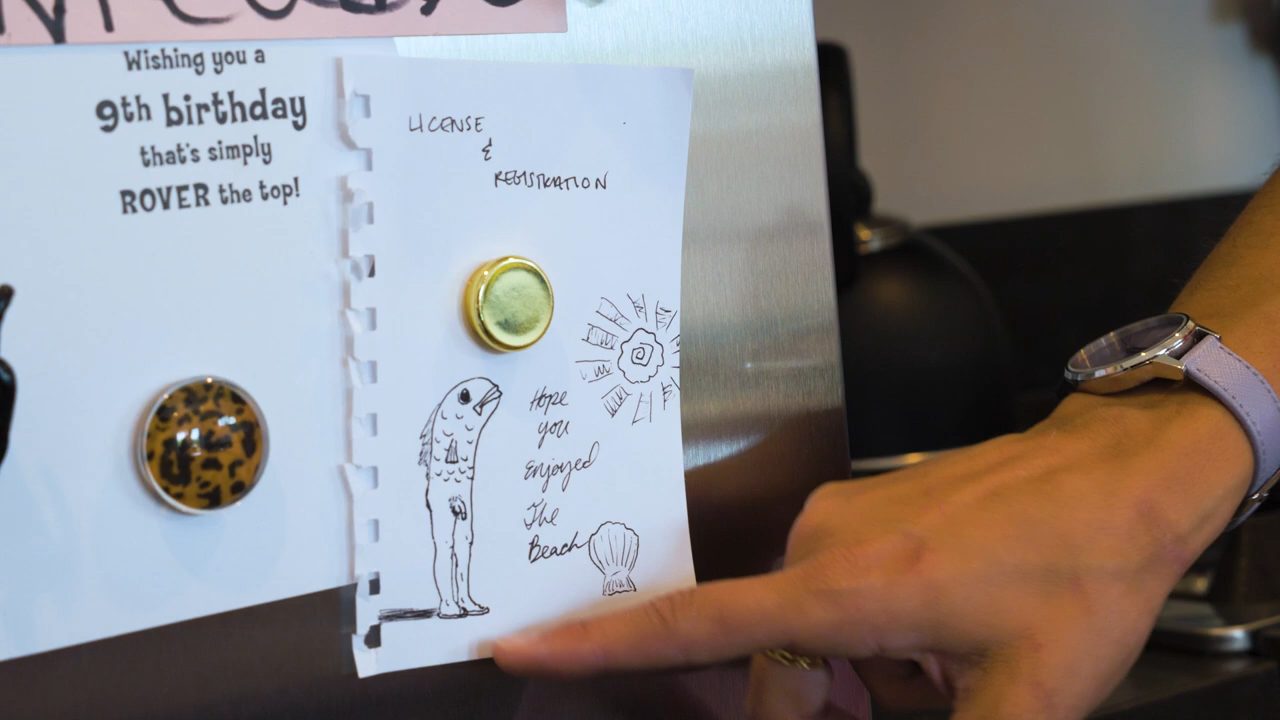 Wishing you a
9th birthday
that's simply
ROVER the top!
LICENSE
&
REGISTRATION
Hope
you
Enjoyed
The
Beach